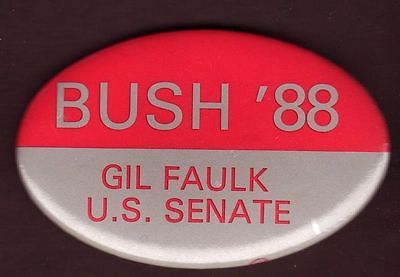 BUSH '88
GIL FAULK
U.S. SENATE